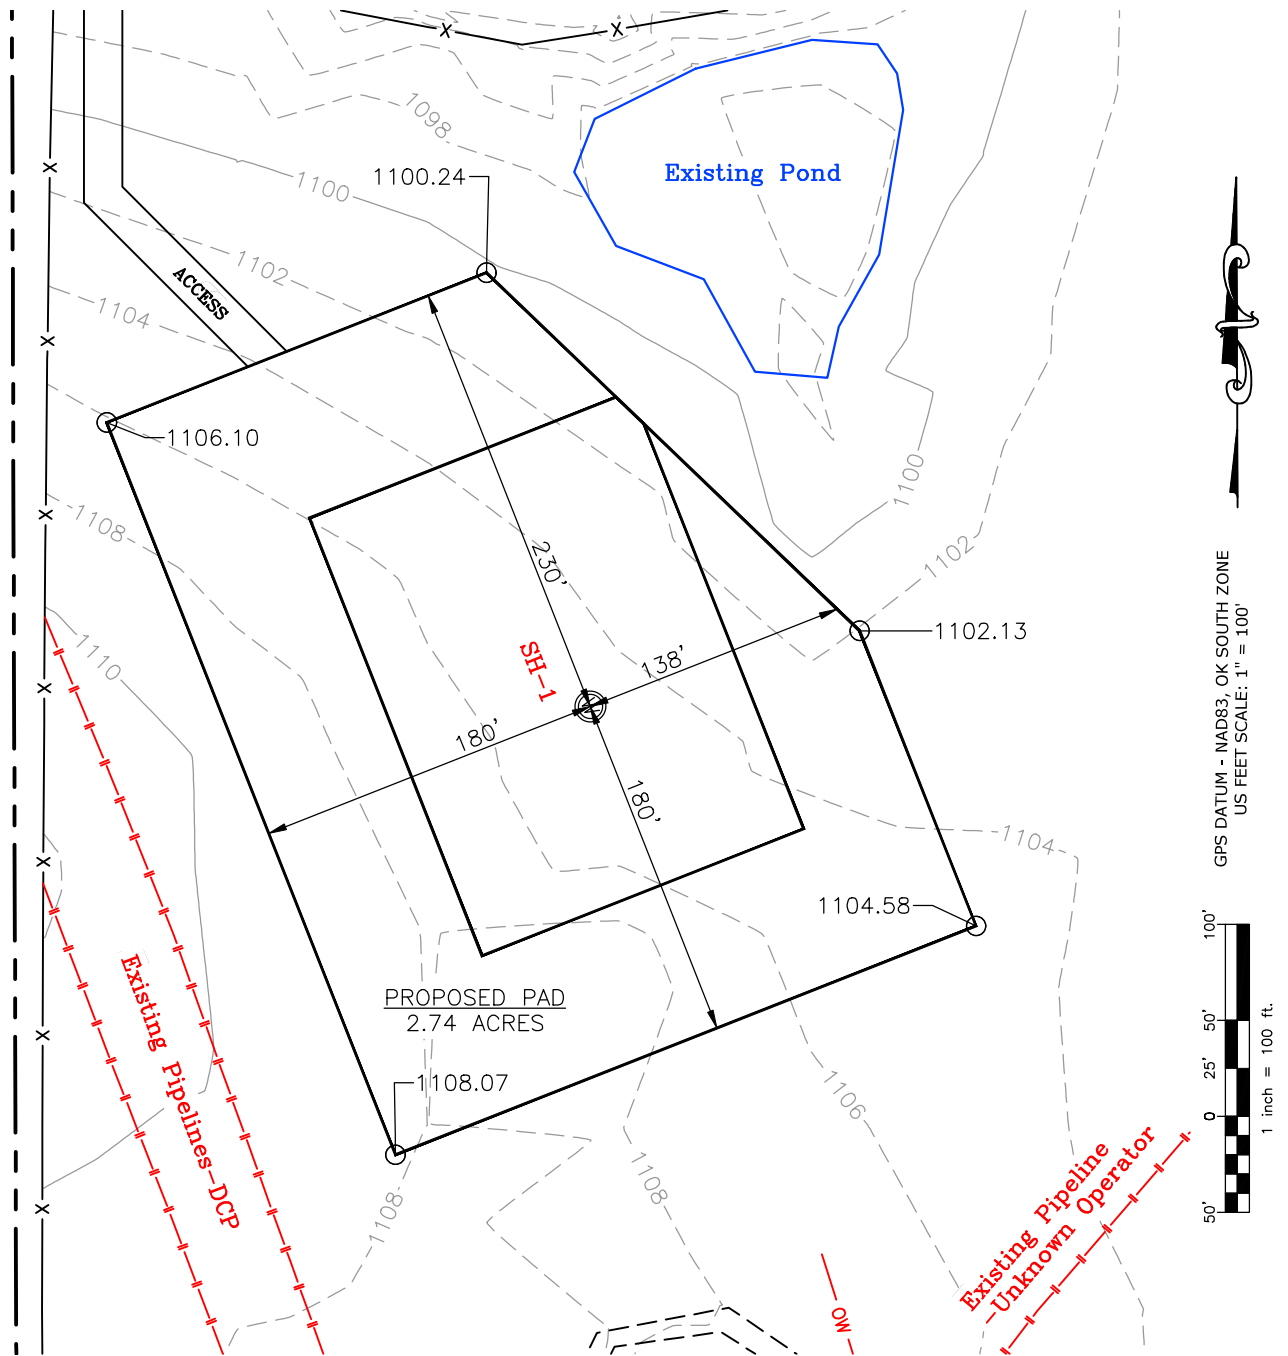 X
X
1098
1100
1100.24
Existing Pond
X
1102
ACCESS
1104
X
1106.10
1100
X
1108
230'
1102
GPS DATUM - NAD83, OK SOUTH ZONE
US FEET SCALE: 1" = 100'
1110
SH-1
138'
1102.13
X
180'
180'
1104
X
1104.58
Existing Pipelines-DCP
PROPOSED PAD
2.74 ACRES
X
1108.07
1106
1108
1108
X
Existing Pipeline
Unknown Operator
OW
100'
50'
25'
0
50'
1 inch = 100 ft.